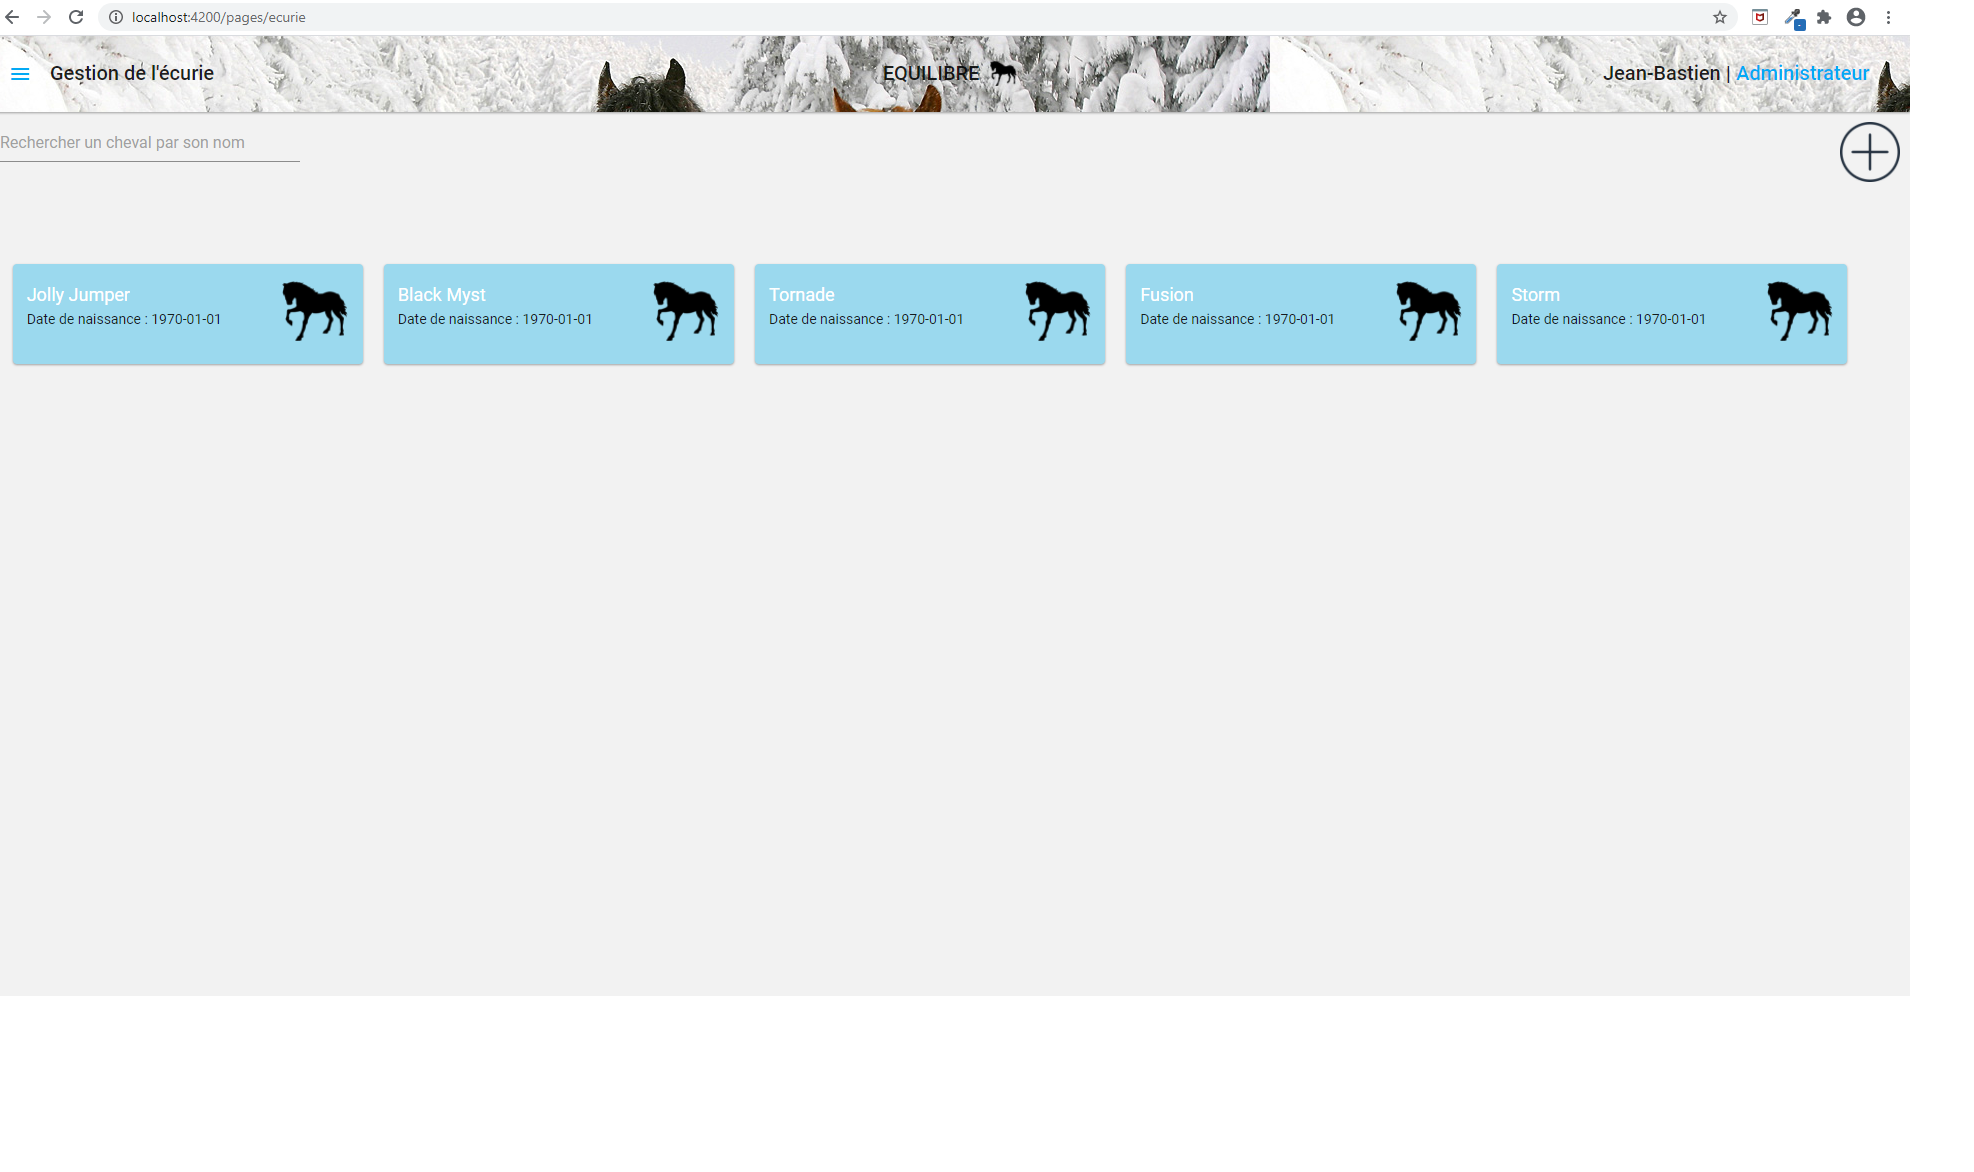 localhost:4200/pages/ecurie
Gestion de l'écurie
EQUILIBRE
Jean-Bastien | Administrateur
Rechercher un cheval par son nom
Jolly Jumper
Date de naissance : 1970-01-01
Black Myst
Date de naissance : 1970-01-01
Tornade
Date de naissance : 1970-01-01
Fusion
Date de naissance : 1970-01-01
Storm
Date de naissance : 1970-01-01